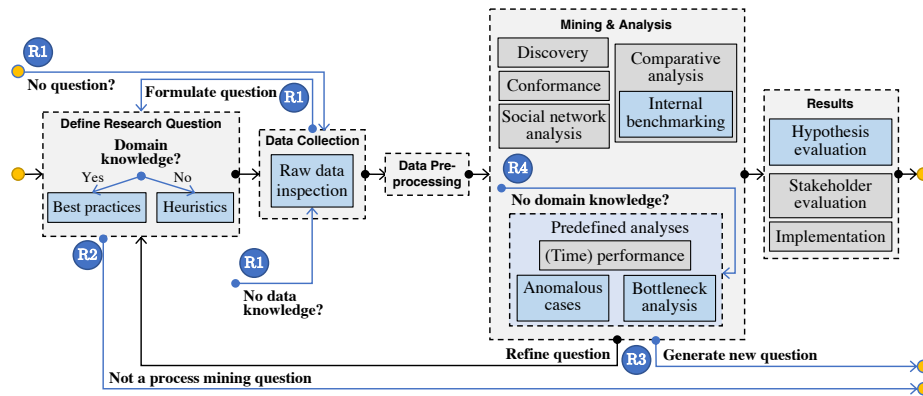 R1
No question?
Formulate question
R1
Define Research Question
Domain
knowledge?
Yes
No
Best practices
Heuristics
R2
Data Collection
Raw data
inspection
R1
No data
knowledge?
Data Pre-
processing
Mining & Analysis
Discovery
Conformance
Social network
analysis
Comparative
analysis
Internal
benchmarking
R4
No domain knowledge?
Predefined analyses
(Time) performance
Anomalous
cases
Bottleneck
analysis
Results
Hypothesis
evaluation
Stakeholder
evaluation
Implementation
Refine question
R3
Generate new question
Not a process mining question